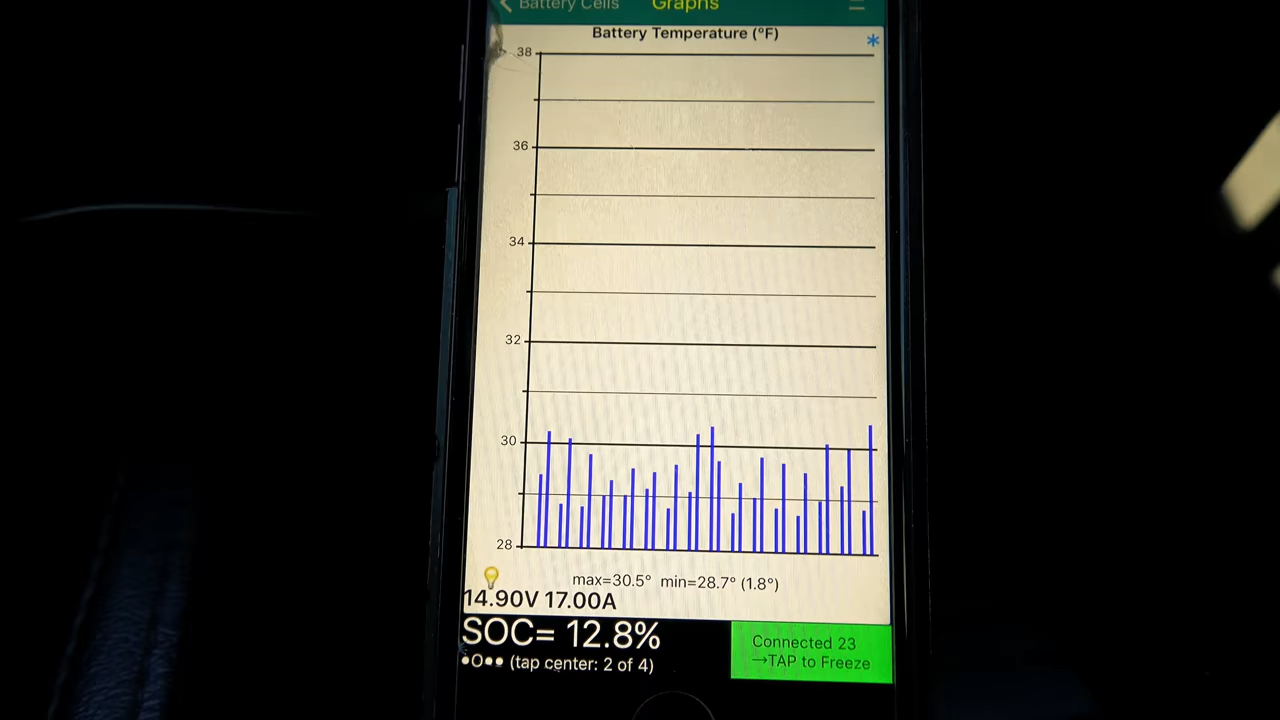 Battery Cells
Graphs
Battery Temperature (°F)
*
38
36
34
32
30
28
max=30.5° min=28.7° (1.8°)
14.90V 17.00A
SOC= 12.8%
•O•• (tap center: 2 of 4)
Connected 23
→TAP to Freeze